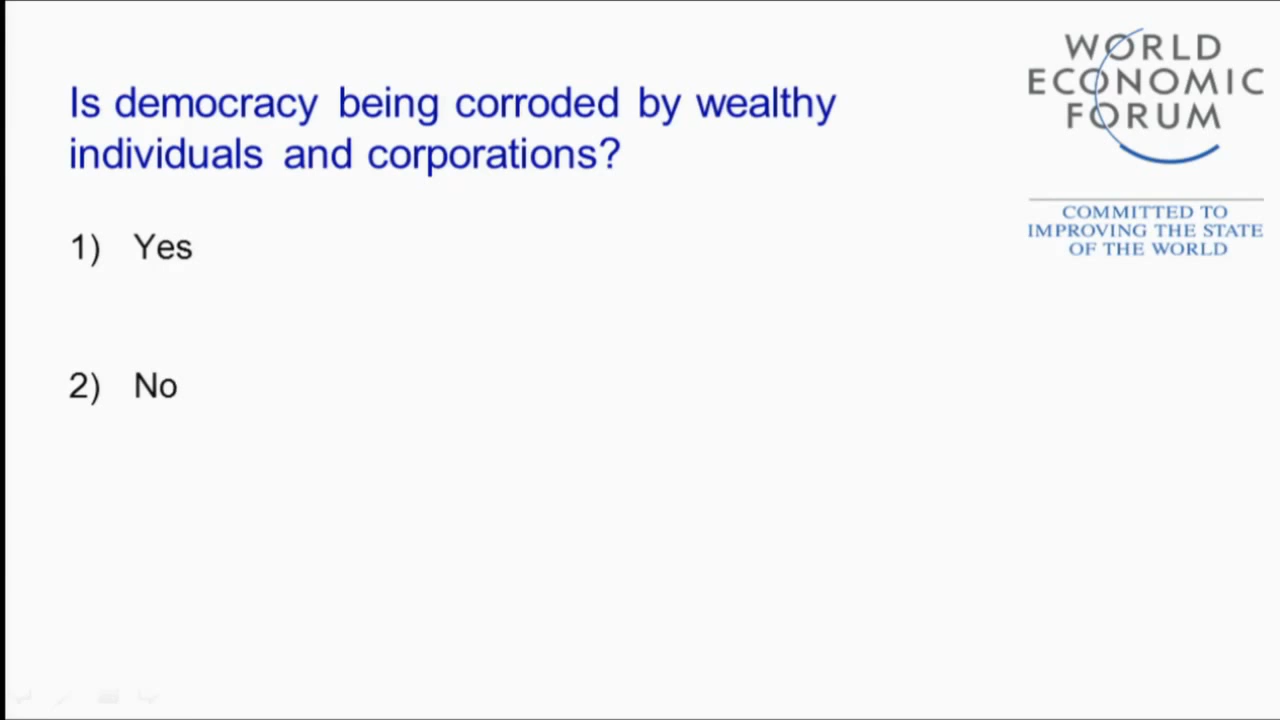 Is democracy being corroded by wealthy
individuals and corporations?
1) Yes
2) No
WORLD
ECONOMIC
FORUM
COMMITTED TO
IMPROVING THE STATE
OF THE WORLD